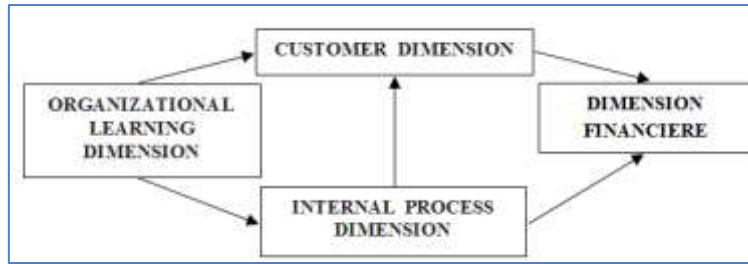 CUSTOMER DIMENSION
ORGANIZATIONAL
LEARNING
DIMENSION
DIMENSION
FINANCIERE
INTERNAL PROCESS
DIMENSION